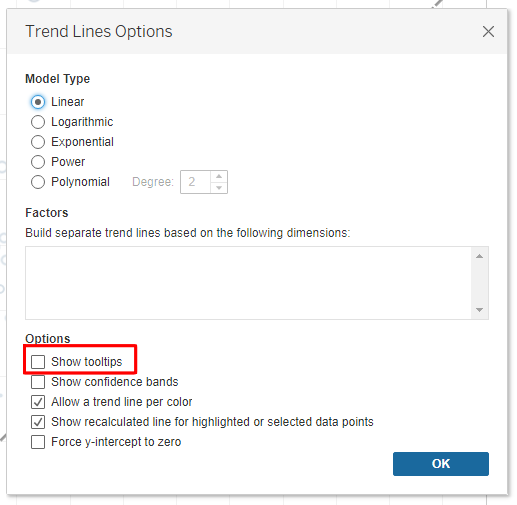 Trend Lines Options
Model Type
Linear
Logarithmic
Exponential
Power
Polynomial Degree: 2
Factors
Build separate trend lines based on the following dimensions:
Options
Show tooltips
Show confidence bands
Allow a trend line per color
Show recalculated line for highlighted or selected data points
Force y-intercept to zero
OK